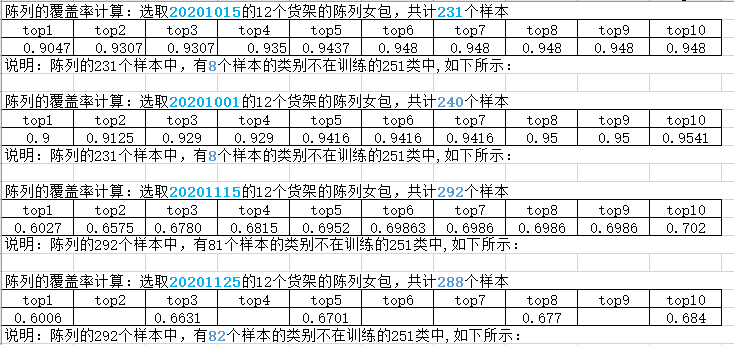 陈列的覆盖率计算：选取20201015的12个货架的陈列女包，共计231个样本
top1 top2 top3 top4 top5 top6 top7 top8 top9 top10
0.9047 0.9307 0.9307 0.935 0.9437 0.948 0.948 0.948 0.948 0.948
说明：陈列的231个样本中，有8个样本的类别不在训练的251类中,如下所示：
陈列的覆盖率计算：选取20201001的12个货架的陈列女包，共计240个样本
top1 top2 top3 top4 top5 top6 top7 top8 top9 top10
0.9 0.9125 0.929 0.929 0.9416 0.9416 0.9416 0.95 0.95 0.9541
说明：陈列的231个样本中，有8个样本的类别不在训练的251类中,如下所示：
陈列的覆盖率计算：选取20201115的12个货架的陈列女包，共计292个样本
top1 top2 top3 top4 top5 top6 top7 top8 top9 top10
0.6027 0.6575 0.6780 0.6815 0.6952 0.69863 0.6986 0.6986 0.6986 0.702
说明：陈列的292个样本中，有81个样本的类别不在训练的251类中,如下所示：
陈列的覆盖率计算：选取20201125的12个货架的陈列女包，共计288个样本
top1 top2 top3 top4 top5 top6 top7 top8 top9 top10
0.6006 0.6631 0.6701 0.677 0.684
说明：陈列的292个样本中，有82个样本的类别不在训练的251类中,如下所示：